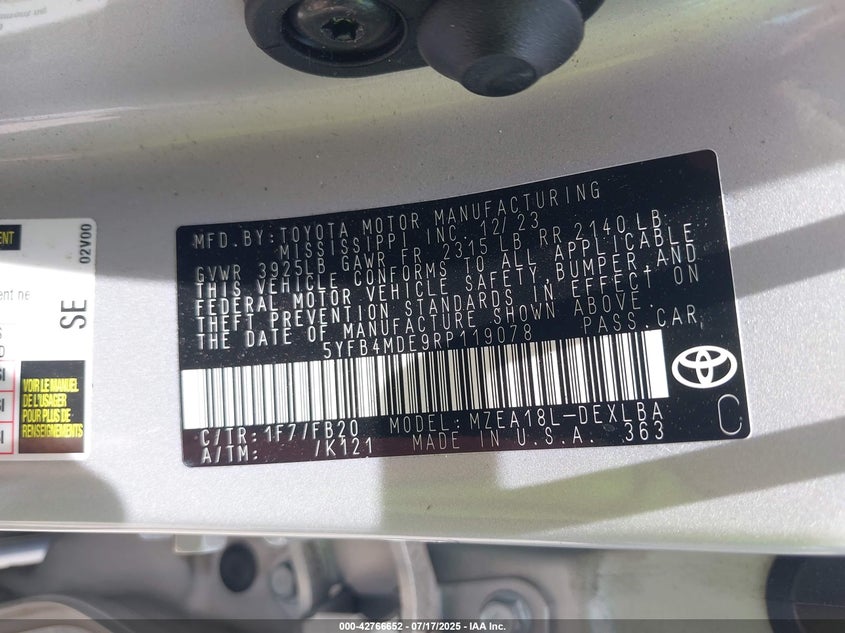 MFD. BY: TOYOTA MOTOR MANUFACTURING
MISSISSIPPI INC. 12/23
GVWR 3925LB GAWR FR 2315 LB RR 2140 LB
THIS VEHICLE CONFORMS TO ALL APPLICABLE
FEDERAL MOTOR VEHICLE SAFETY, BUMPER AND
THEFT PREVENTION STANDARDS IN EFFECT ON
THE DATE OF MANUFACTURE SHOWN ABOVE.
5YFB4MDE9RP119078 PASS. CAR
C/TR: 1F7/FB20 MODEL: MZEA18L-DEXLBA
A/TM: /K121 MADE IN U.S.A. 363
C
02V00
SE
VOIR LE MANUEL
DE L'USAGER
POUR PLUS DE
RENSEIGNEMENTS
000-42766652 - 07/17/2025 - IAA Inc.